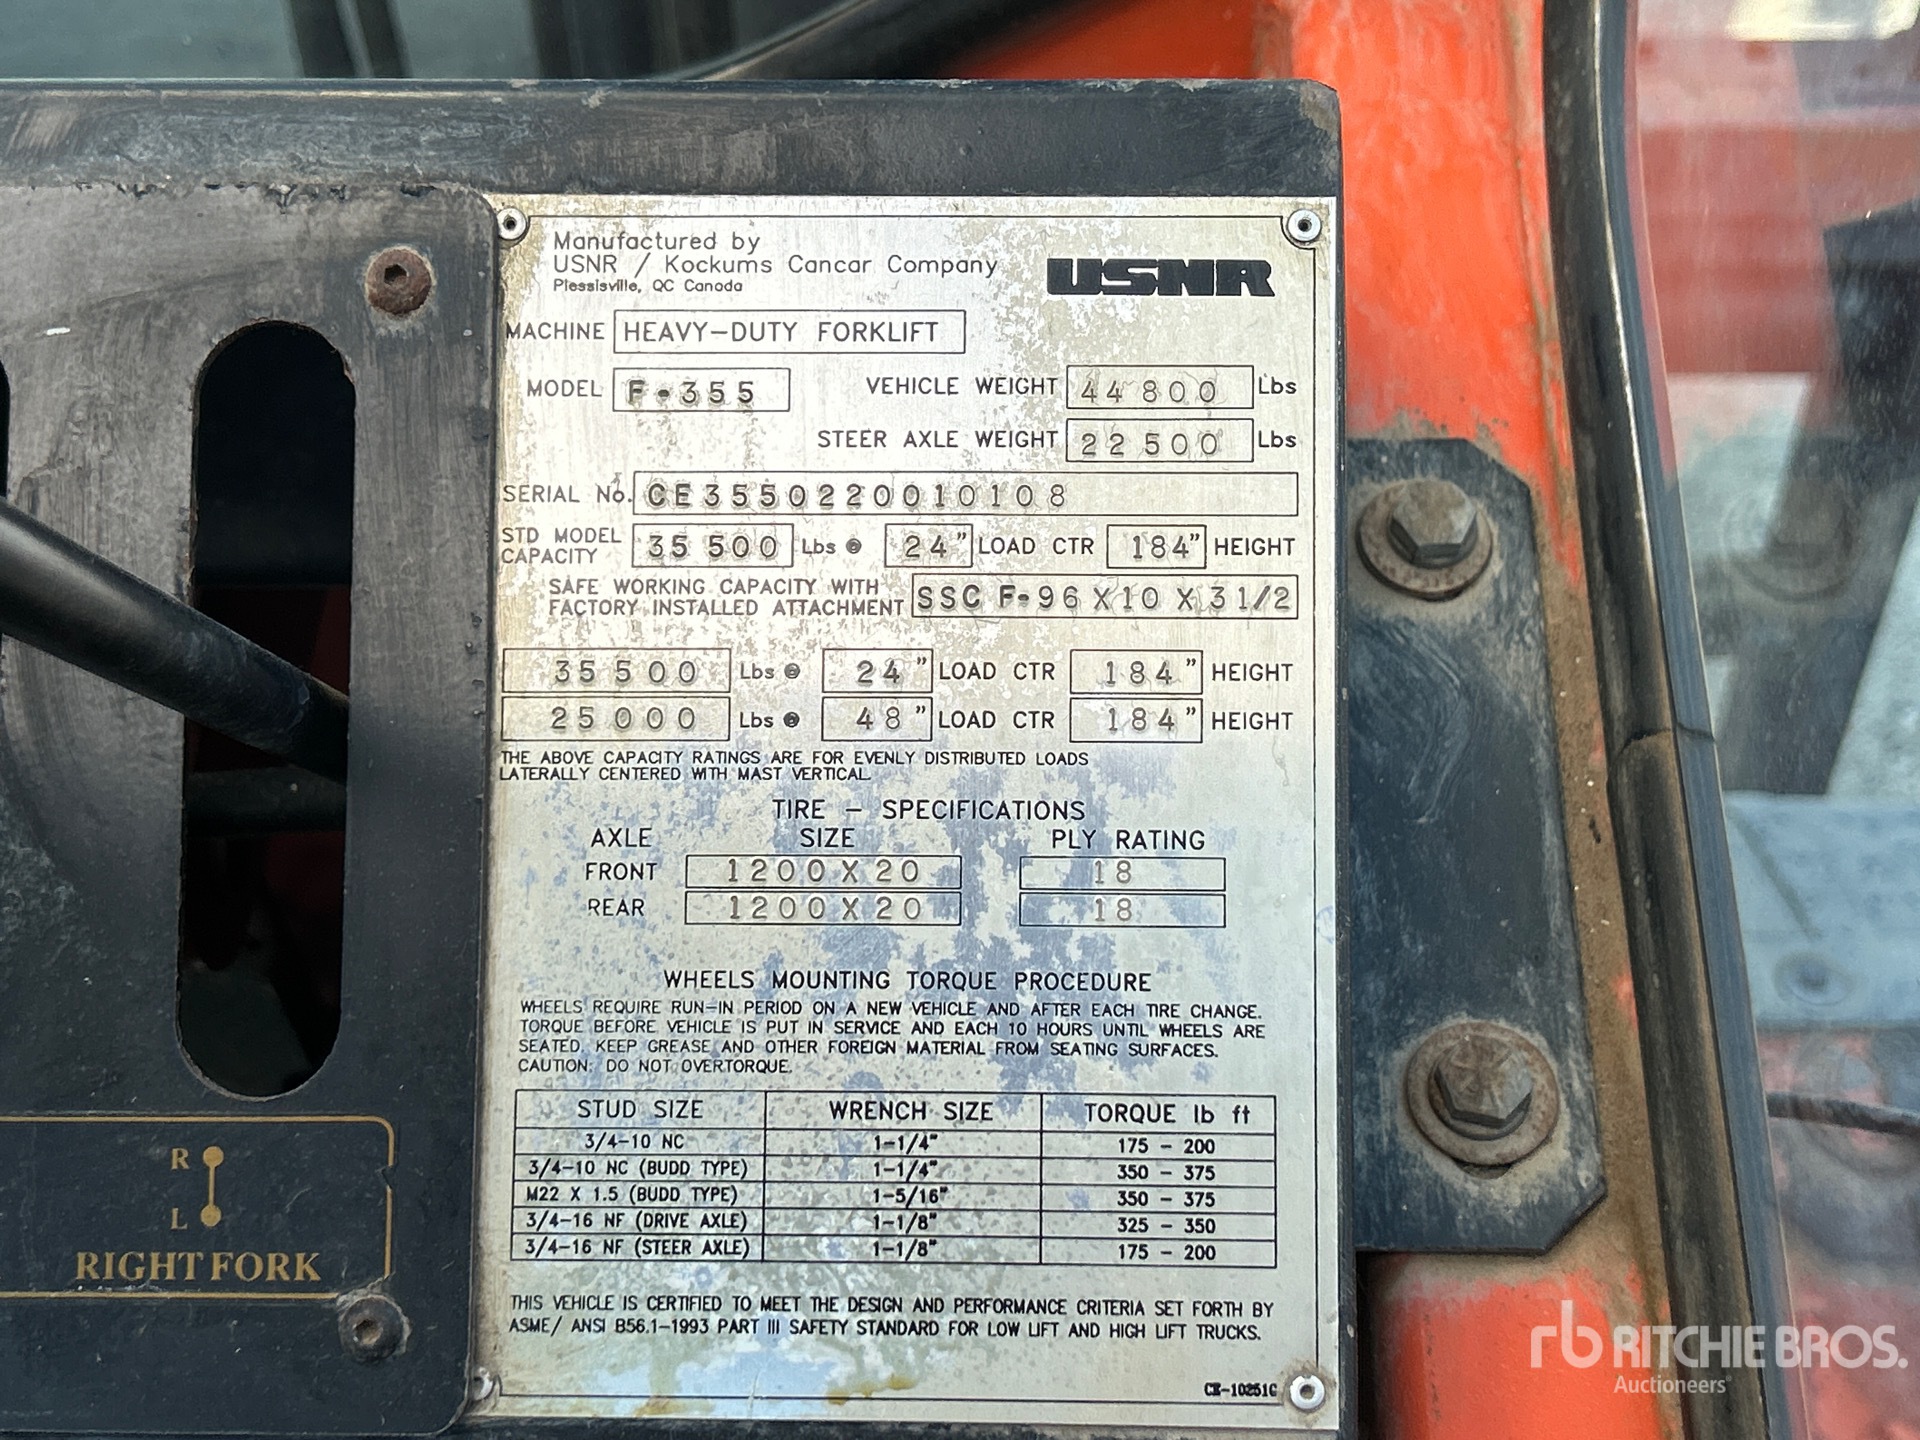 Manufactured by
USNR / Kockums Cancar Company
Plessisville, QC Canada
USNR
MACHINE HEAVY-DUTY FORKLIFT
MODEL F-355 VEHICLE WEIGHT 44800 Lbs
STEER AXLE WEIGHT 22500 Lbs
SERIAL No. CE3550220010108
STD MODEL CAPACITY 35500 Lbs @ 24" LOAD CTR 184" HEIGHT
SAFE WORKING CAPACITY WITH
FACTORY INSTALLED ATTACHMENT SSC F-96 X 10 X 3 1/2
35500 Lbs @ 24" LOAD CTR 184" HEIGHT
25000 Lbs @ 48" LOAD CTR 184" HEIGHT
THE ABOVE CAPACITY RATINGS ARE FOR EVENLY DISTRIBUTED LOADS
LATERALLY CENTERED WITH MAST VERTICAL.
TIRE - SPECIFICATIONS
AXLE SIZE PLY RATING
FRONT 1200 X 20 18
REAR 1200 X 20 18
WHEELS MOUNTING TORQUE PROCEDURE
WHEELS REQUIRE RUN-IN PERIOD ON A NEW VEHICLE AND AFTER EACH TIRE CHANGE.
TORQUE BEFORE VEHICLE IS PUT IN SERVICE AND EACH 10 HOURS UNTIL WHEELS ARE
SEATED. KEEP GREASE AND OTHER FOREIGN MATERIAL FROM SEATING SURFACES.
CAUTION: DO NOT OVERTORQUE.
STUD SIZE WRENCH SIZE TORQUE lb ft
3/4-10 NC 1-1/4" 175 - 200
3/4-10 NC (BUDD TYPE) 1-1/4" 350 - 375
M22 X 1.5 (BUDD TYPE) 1-5/16" 350 - 375
3/4-16 NF (DRIVE AXLE) 1-1/8" 325 - 350
3/4-16 NF (STEER AXLE) 1-1/8" 175 - 200
THIS VEHICLE IS CERTIFIED TO MEET THE DESIGN AND PERFORMANCE CRITERIA SET FORTH BY
ASME/ ANSI B56.1-1993 PART III SAFETY STANDARD FOR LOW LIFT AND HIGH LIFT TRUCKS.
CE-10251G
R
L
RIGHT FORK
rb RITCHIE BROS.
Auctioneers